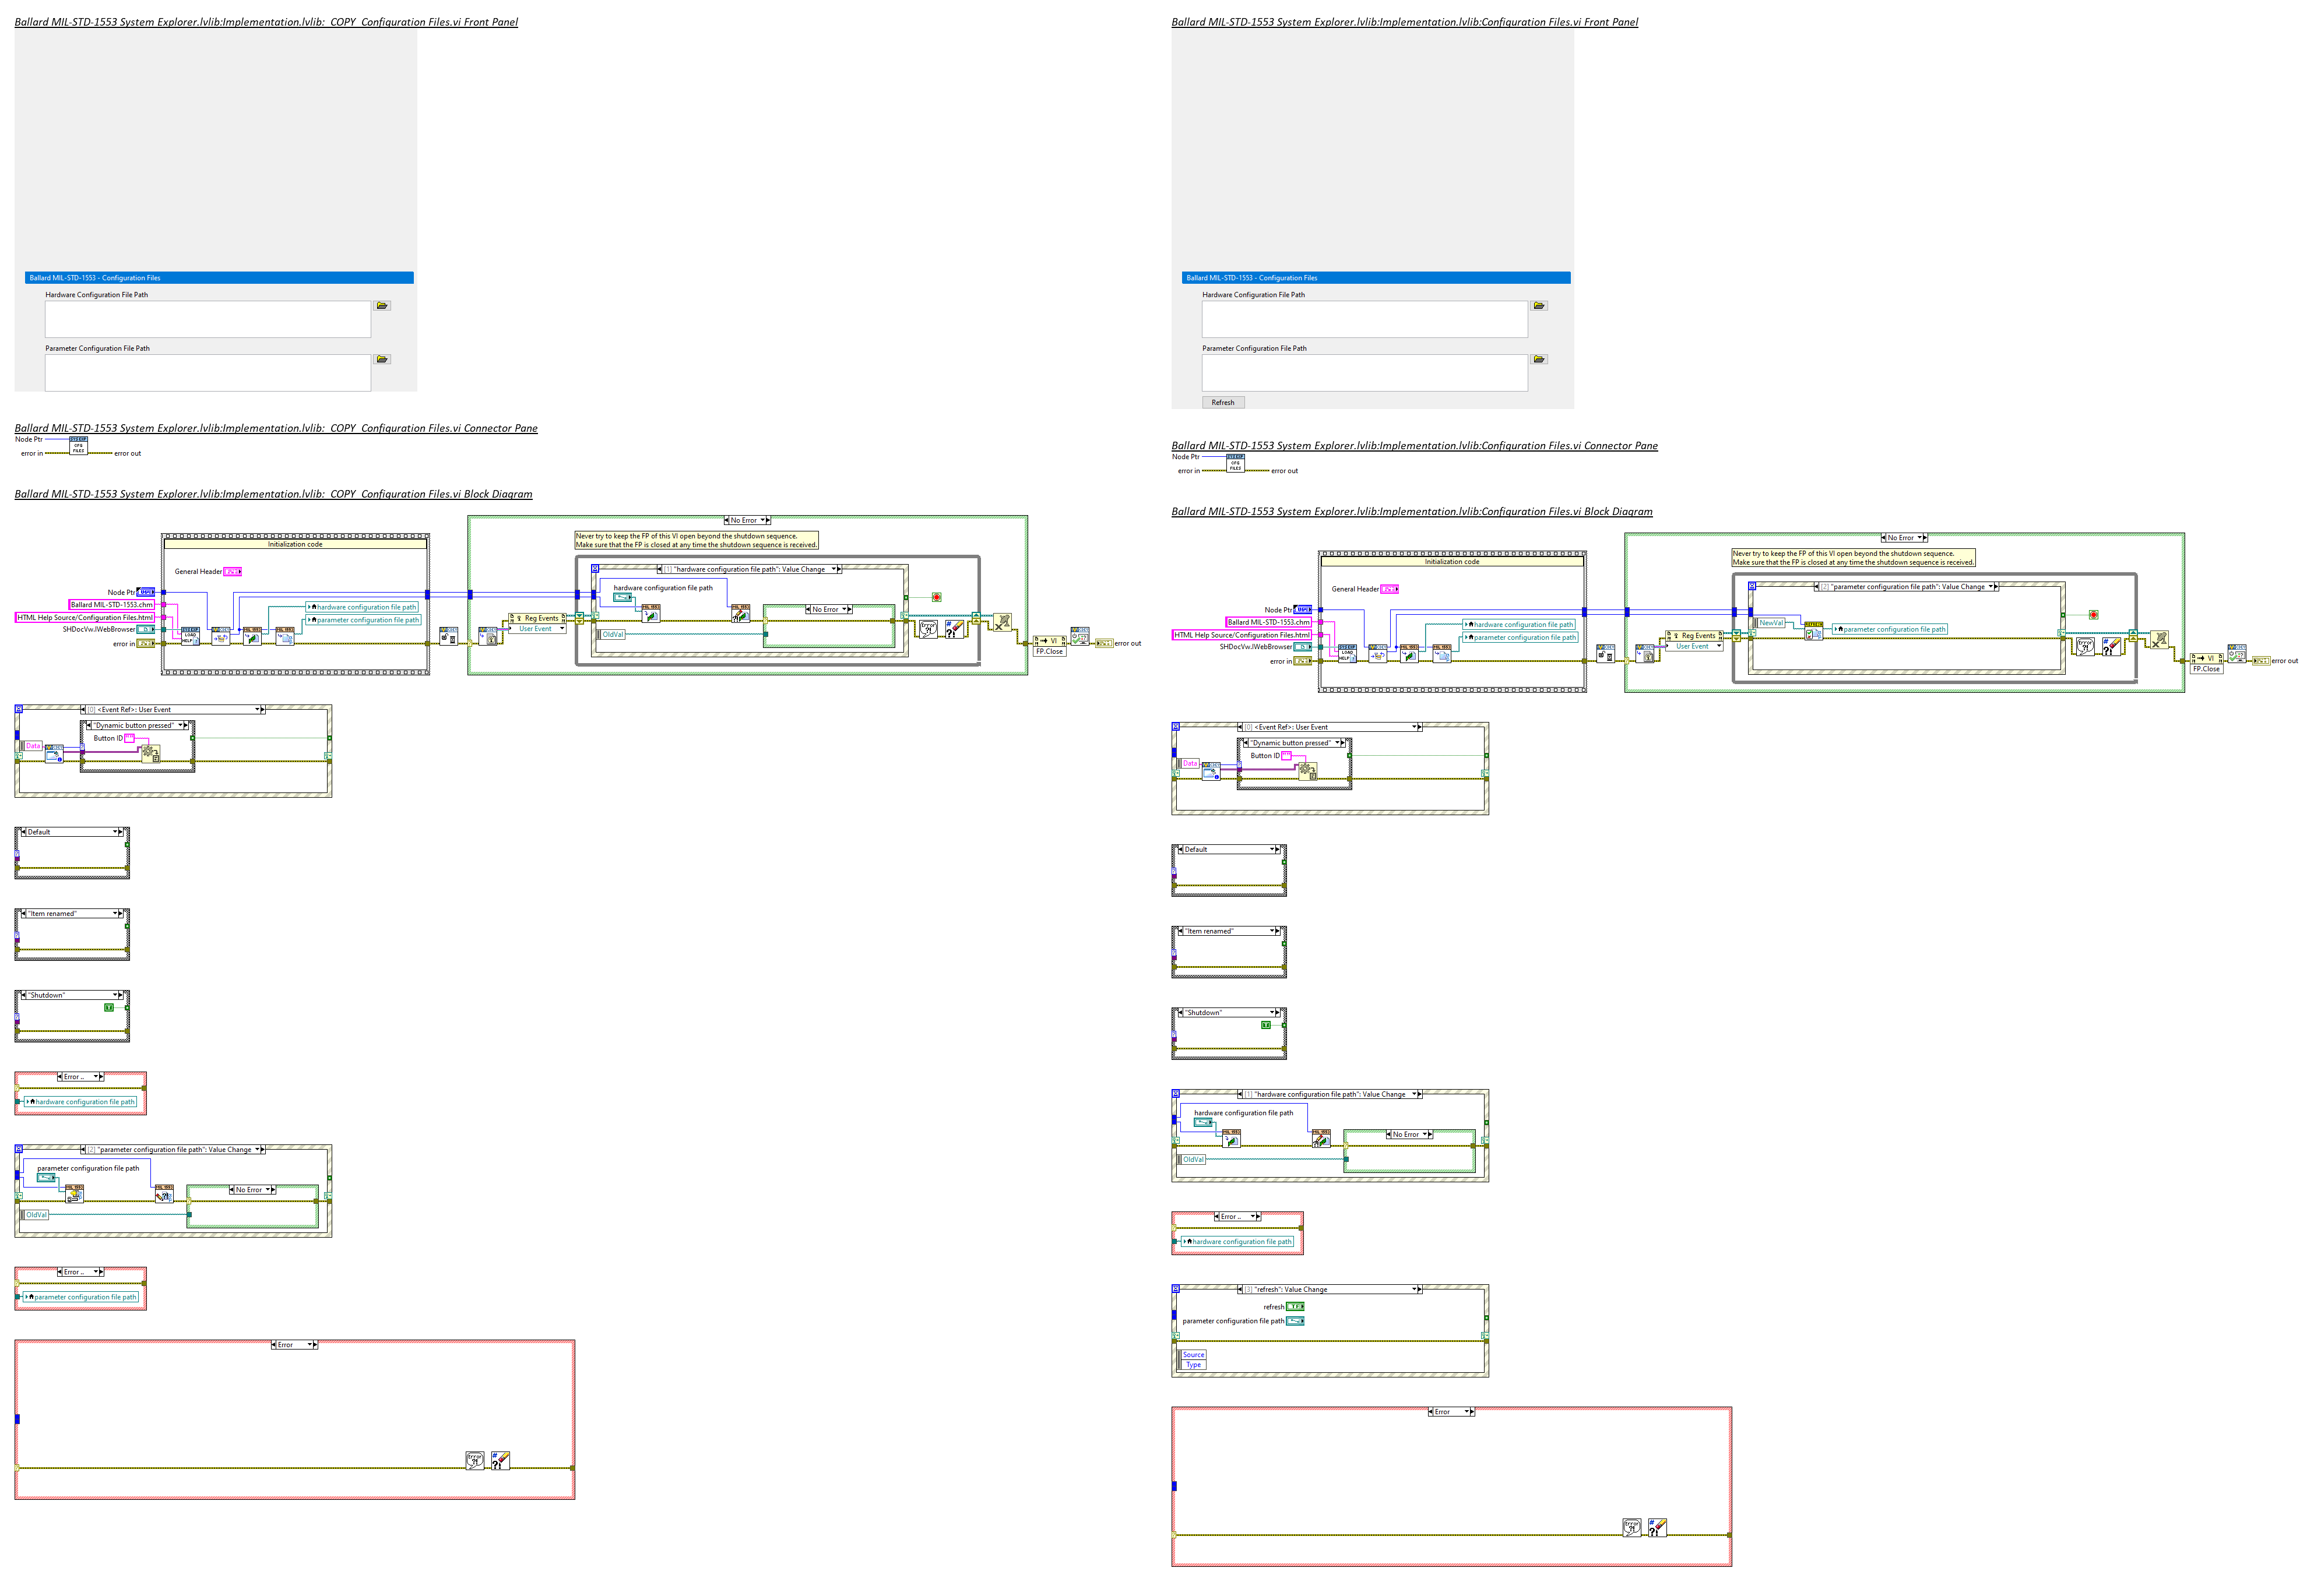 Ballard MIL-STD-1553 System Explorer.lvlib:Implementation.lvlib:_COPY_Configuration Files.vi Front Panel
Ballard MIL-STD-1553 - Configuration Files
Hardware Configuration File Path
Parameter Configuration File Path
Ballard MIL-STD-1553 System Explorer.lvlib:Implementation.lvlib:_COPY_Configuration Files.vi Connector Pane
Node Ptr
error in
error out
Ballard MIL-STD-1553 System Explorer.lvlib:Implementation.lvlib:_COPY_Configuration Files.vi Block Diagram
No Error
Never try to keep the FP of this VI open beyond the shutdown sequence.
Make sure that the FP is closed at any time the shutdown sequence is received.
Initialization code
General Header
[1] "hardware configuration file path": Value Change
hardware configuration file path
Node Ptr
Ballard MIL-STD-1553.chm
HTML Help Source/Configuration Files.html
SHDocVw.IWebBrowser
error in
hardware configuration file path
parameter configuration file path
Reg Events
User Event
No Error
OldVal
VI
FP.Close
error out
[0] <Event Ref>: User Event
"Dynamic button pressed"
Button ID
Data
Default
"Item renamed"
"Shutdown"
Error
hardware configuration file path
[2] "parameter configuration file path": Value Change
parameter configuration file path
No Error
OldVal
Error
parameter configuration file path
Error
Ballard MIL-STD-1553 System Explorer.lvlib:Implementation.lvlib:Configuration Files.vi Front Panel
Ballard MIL-STD-1553 - Configuration Files
Hardware Configuration File Path
Parameter Configuration File Path
Refresh
Ballard MIL-STD-1553 System Explorer.lvlib:Implementation.lvlib:Configuration Files.vi Connector Pane
Node Ptr
error in
error out
Ballard MIL-STD-1553 System Explorer.lvlib:Implementation.lvlib:Configuration Files.vi Block Diagram
No Error
Never try to keep the FP of this VI open beyond the shutdown sequence.
Make sure that the FP is closed at any time the shutdown sequence is received.
Initialization code
General Header
[2] "parameter configuration file path": Value Change
Node Ptr
Ballard MIL-STD-1553.chm
HTML Help Source/Configuration Files.html
SHDocVw.IWebBrowser
error in
hardware configuration file path
parameter configuration file path
Reg Events
User Event
NewVal
parameter configuration file path
VI
FP.Close
error out
[0] <Event Ref>: User Event
"Dynamic button pressed"
Button ID
Data
Default
"Item renamed"
"Shutdown"
[1] "hardware configuration file path": Value Change
hardware configuration file path
No Error
OldVal
Error
hardware configuration file path
[3] "refresh": Value Change
refresh
parameter configuration file path
Source
Type
Error